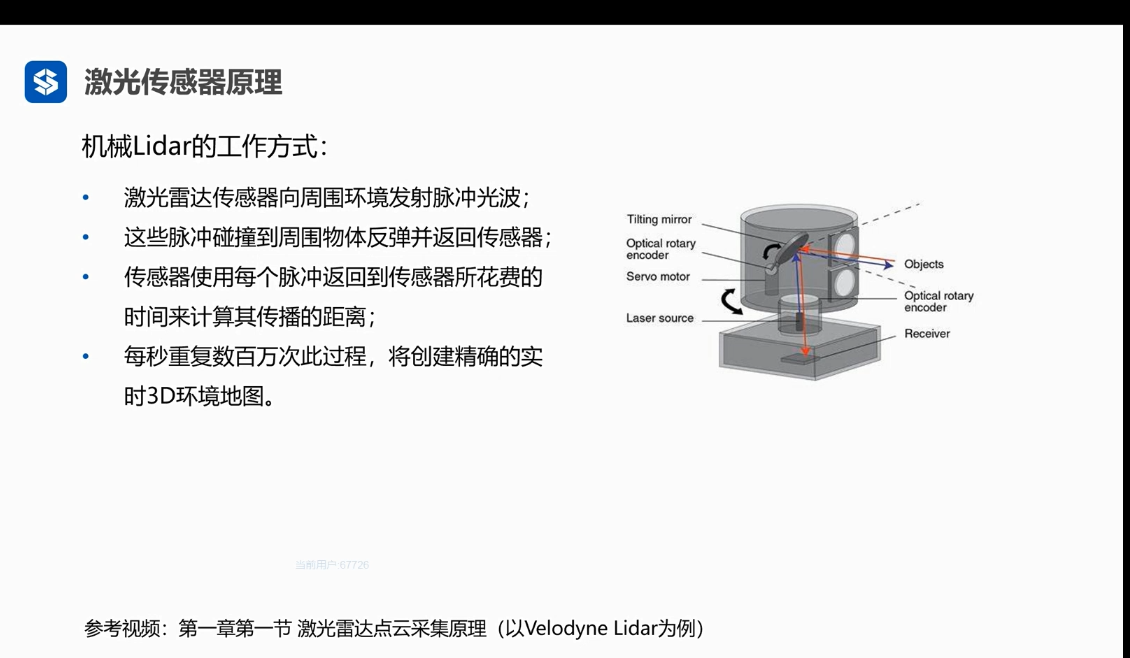 激光传感器原理
机械Lidar的工作方式：
• 激光雷达传感器向周围环境发射脉冲光波；
• 这些脉冲碰撞到周围物体反弹并返回传感器；
• 传感器使用每个脉冲返回到传感器所花费的
时间来计算其传播的距离；
• 每秒重复数百万次此过程，将创建精确的实
时3D环境地图。
Tilting mirror
Optical rotary
encoder
Servo motor
Laser source
Objects
Optical rotary
encoder
Receiver
当前用户:67726
参考视频：第一章第一节 激光雷达点云采集原理（以Velodyne Lidar为例）